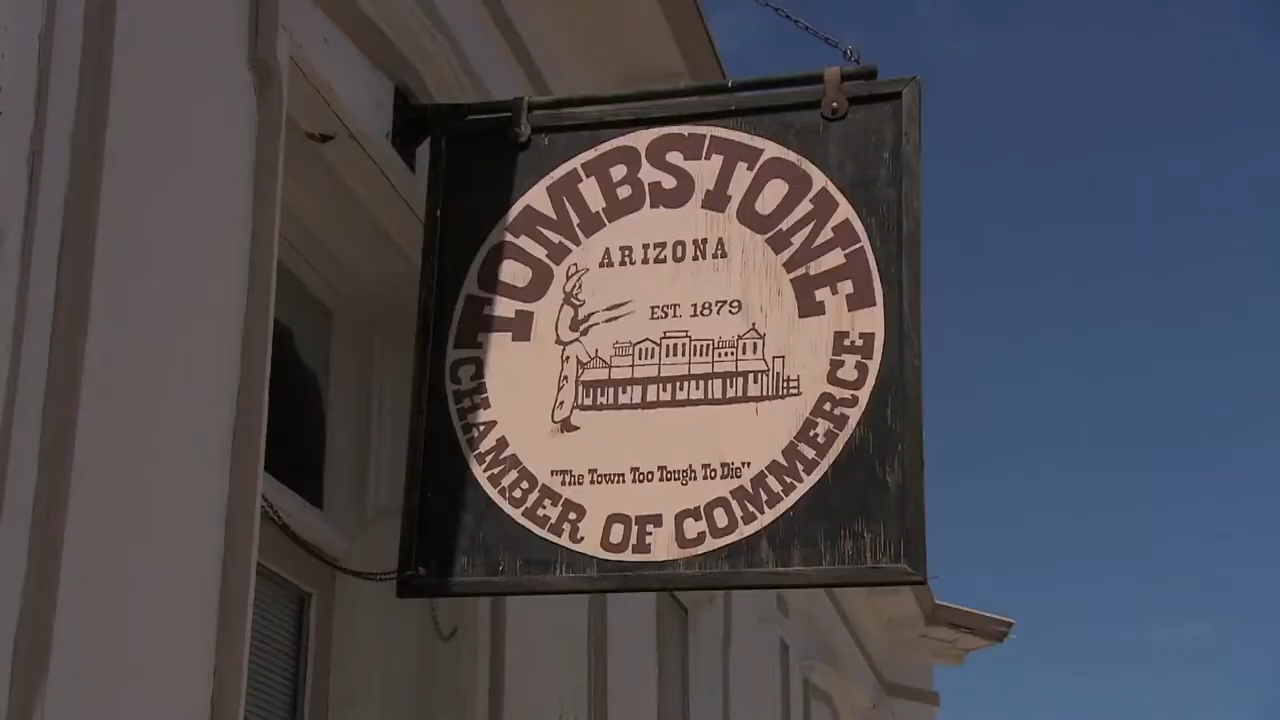 TOMBSTONE
ARIZONA
EST. 1879
"The Town Too Tough To Die"
CHAMBER OF COMMERCE